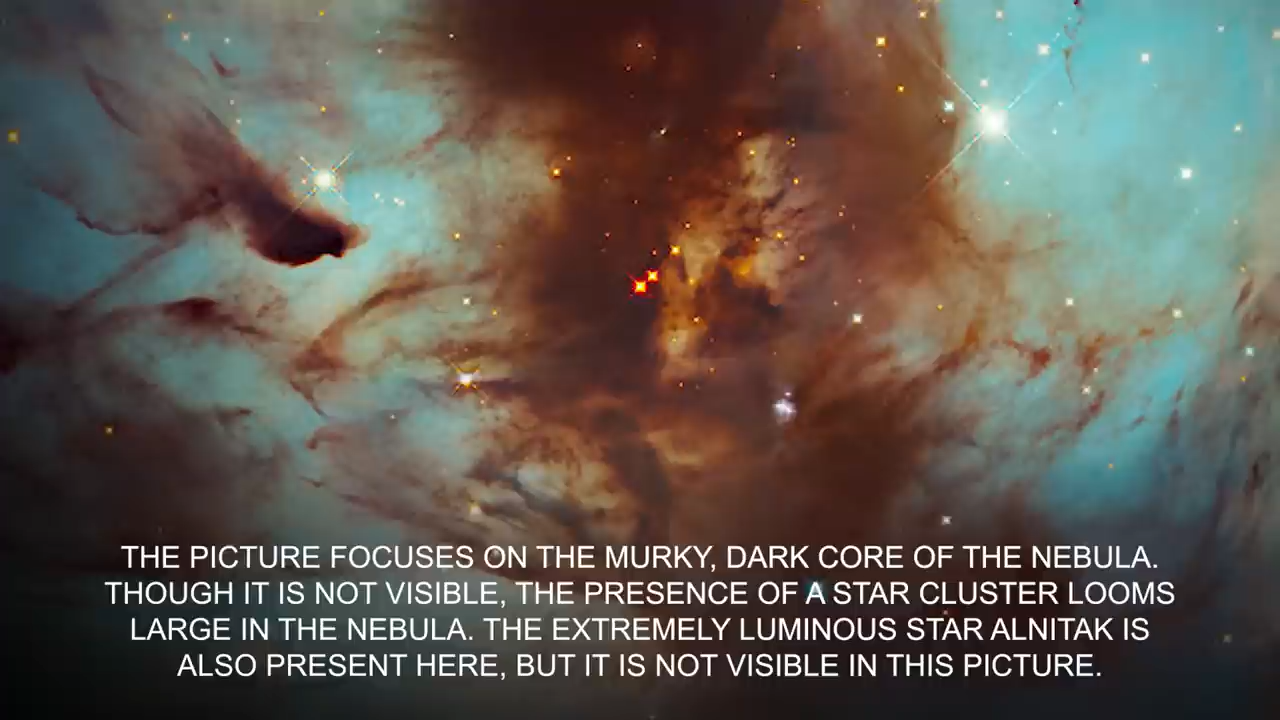 THE PICTURE FOCUSES ON THE MURKY, DARK CORE OF THE NEBULA.
THOUGH IT IS NOT VISIBLE, THE PRESENCE OF A STAR CLUSTER LOOMS
LARGE IN THE NEBULA. THE EXTREMELY LUMINOUS STAR ALNITAK IS
ALSO PRESENT HERE, BUT IT IS NOT VISIBLE IN THIS PICTURE.